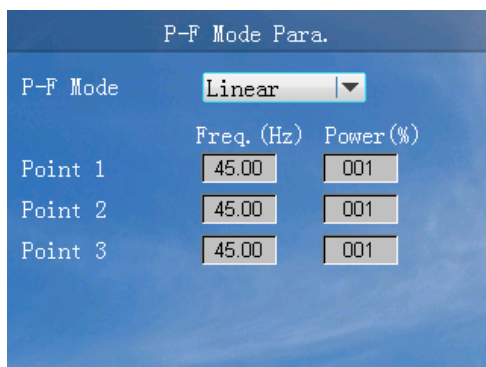 P-F Mode Para.
P-F Mode Linear
Freq.(Hz) Power(%)
Point 1 45.00 001
Point 2 45.00 001
Point 3 45.00 001